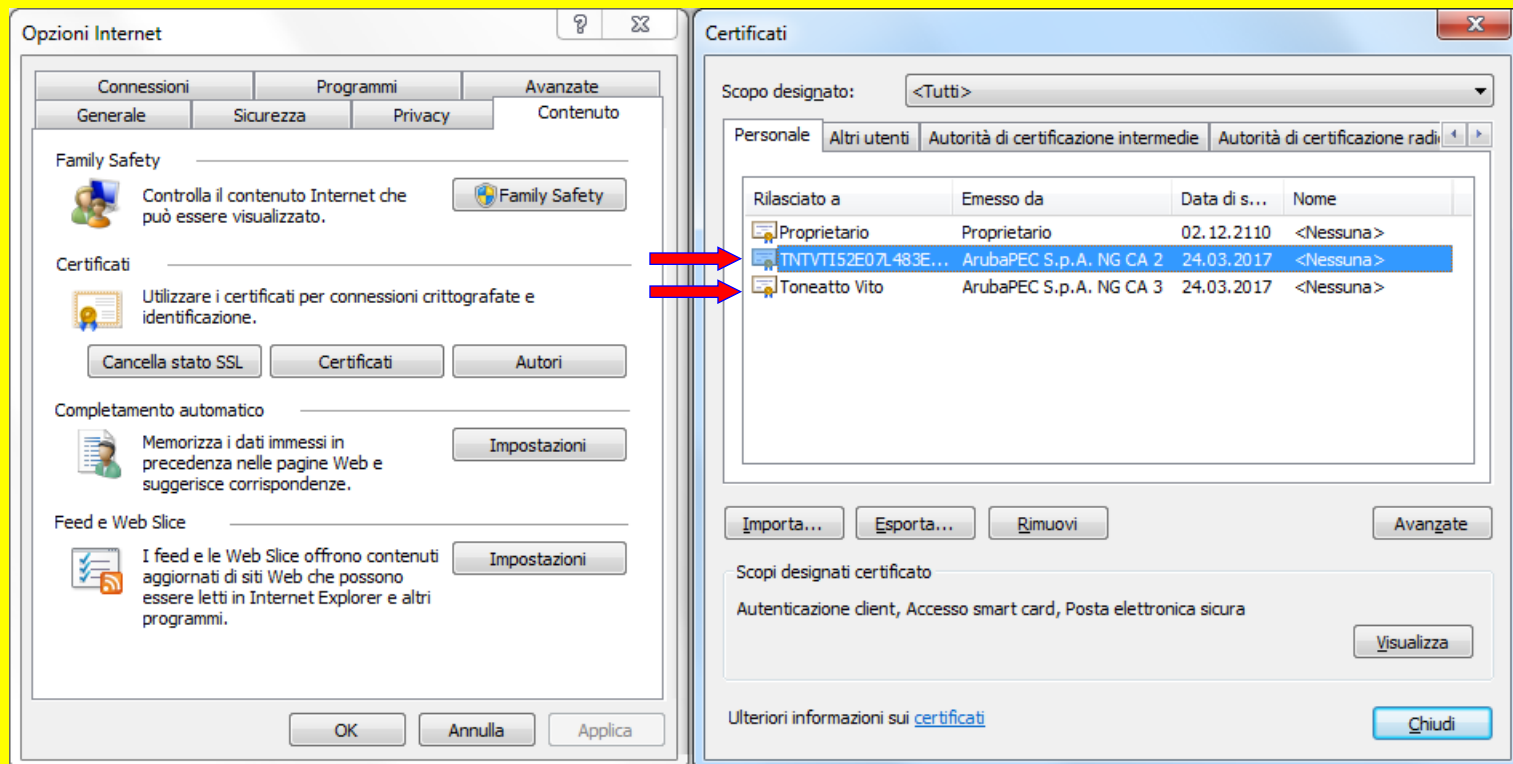 Opzioni Internet
Connessioni Programmi Avanzate
Generale Sicurezza Privacy Contenuto
Family Safety
Controlla il contenuto Internet che
può essere visualizzato.
Family Safety
Certificati
Utilizzare i certificati per connessioni crittografate e
identificazione.
Cancella stato SSL Certificati Autori
Completamento automatico
Memorizza i dati immessi in
precedenza nelle pagine Web e
suggerisce corrispondenze.
Impostazioni
Feed e Web Slice
I feed e le Web Slice offrono contenuti
aggiornati di siti Web che possono
essere letti in Internet Explorer e altri
programmi.
Impostazioni
OK Annulla Applica
Certificati
Scopo designato: <Tutti>
Personale Altri utenti Autorità di certificazione intermedie Autorità di certificazione radi
Rilasciato a Emesso da Data di s... Nome
Proprietario Proprietario 02.12.2110 <Nessuna>
TNTVTI52E07L483E... ArubaPEC S.p.A. NG CA 2 24.03.2017 <Nessuna>
Toneatto Vito ArubaPEC S.p.A. NG CA 3 24.03.2017 <Nessuna>
Importa... Esporta... Rimuovi Avanzate
Scopi designati certificato
Autenticazione client, Accesso smart card, Posta elettronica sicura
Visualizza
Ulteriori informazioni sui certificati
Chiudi